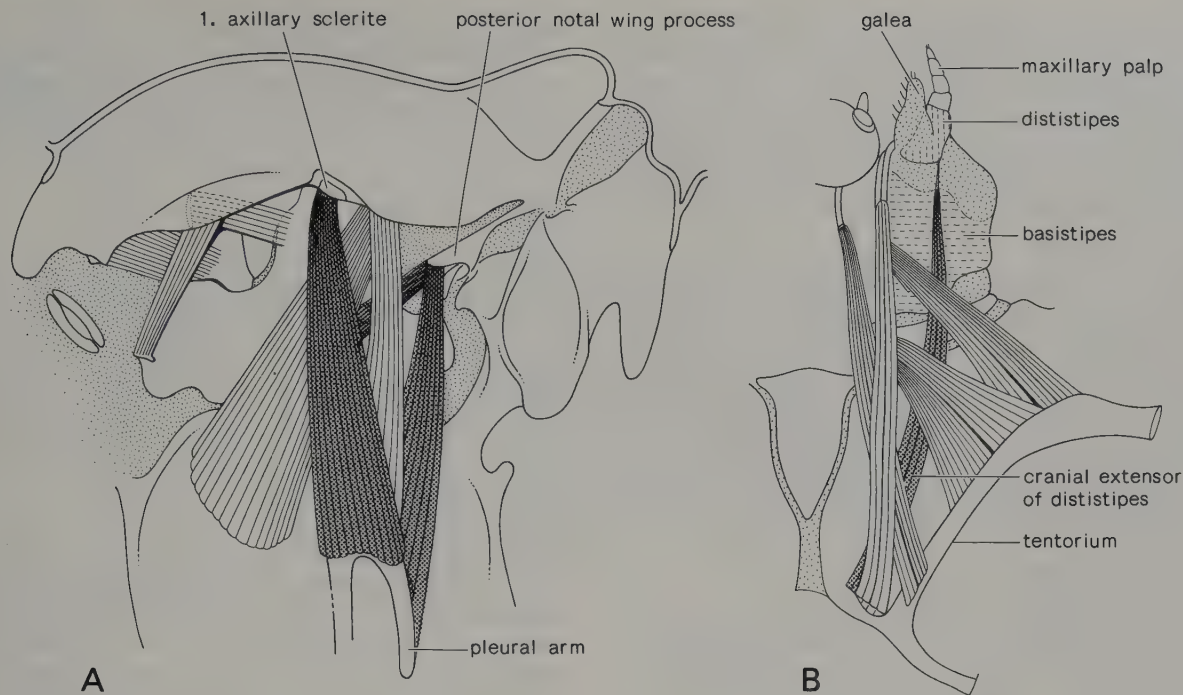 1. axillary sclerite
posterior notal wing process
pleural arm
A
galea
maxillary palp
dististipes
basistipes
cranial extensor
of dististipes
tentorium
B